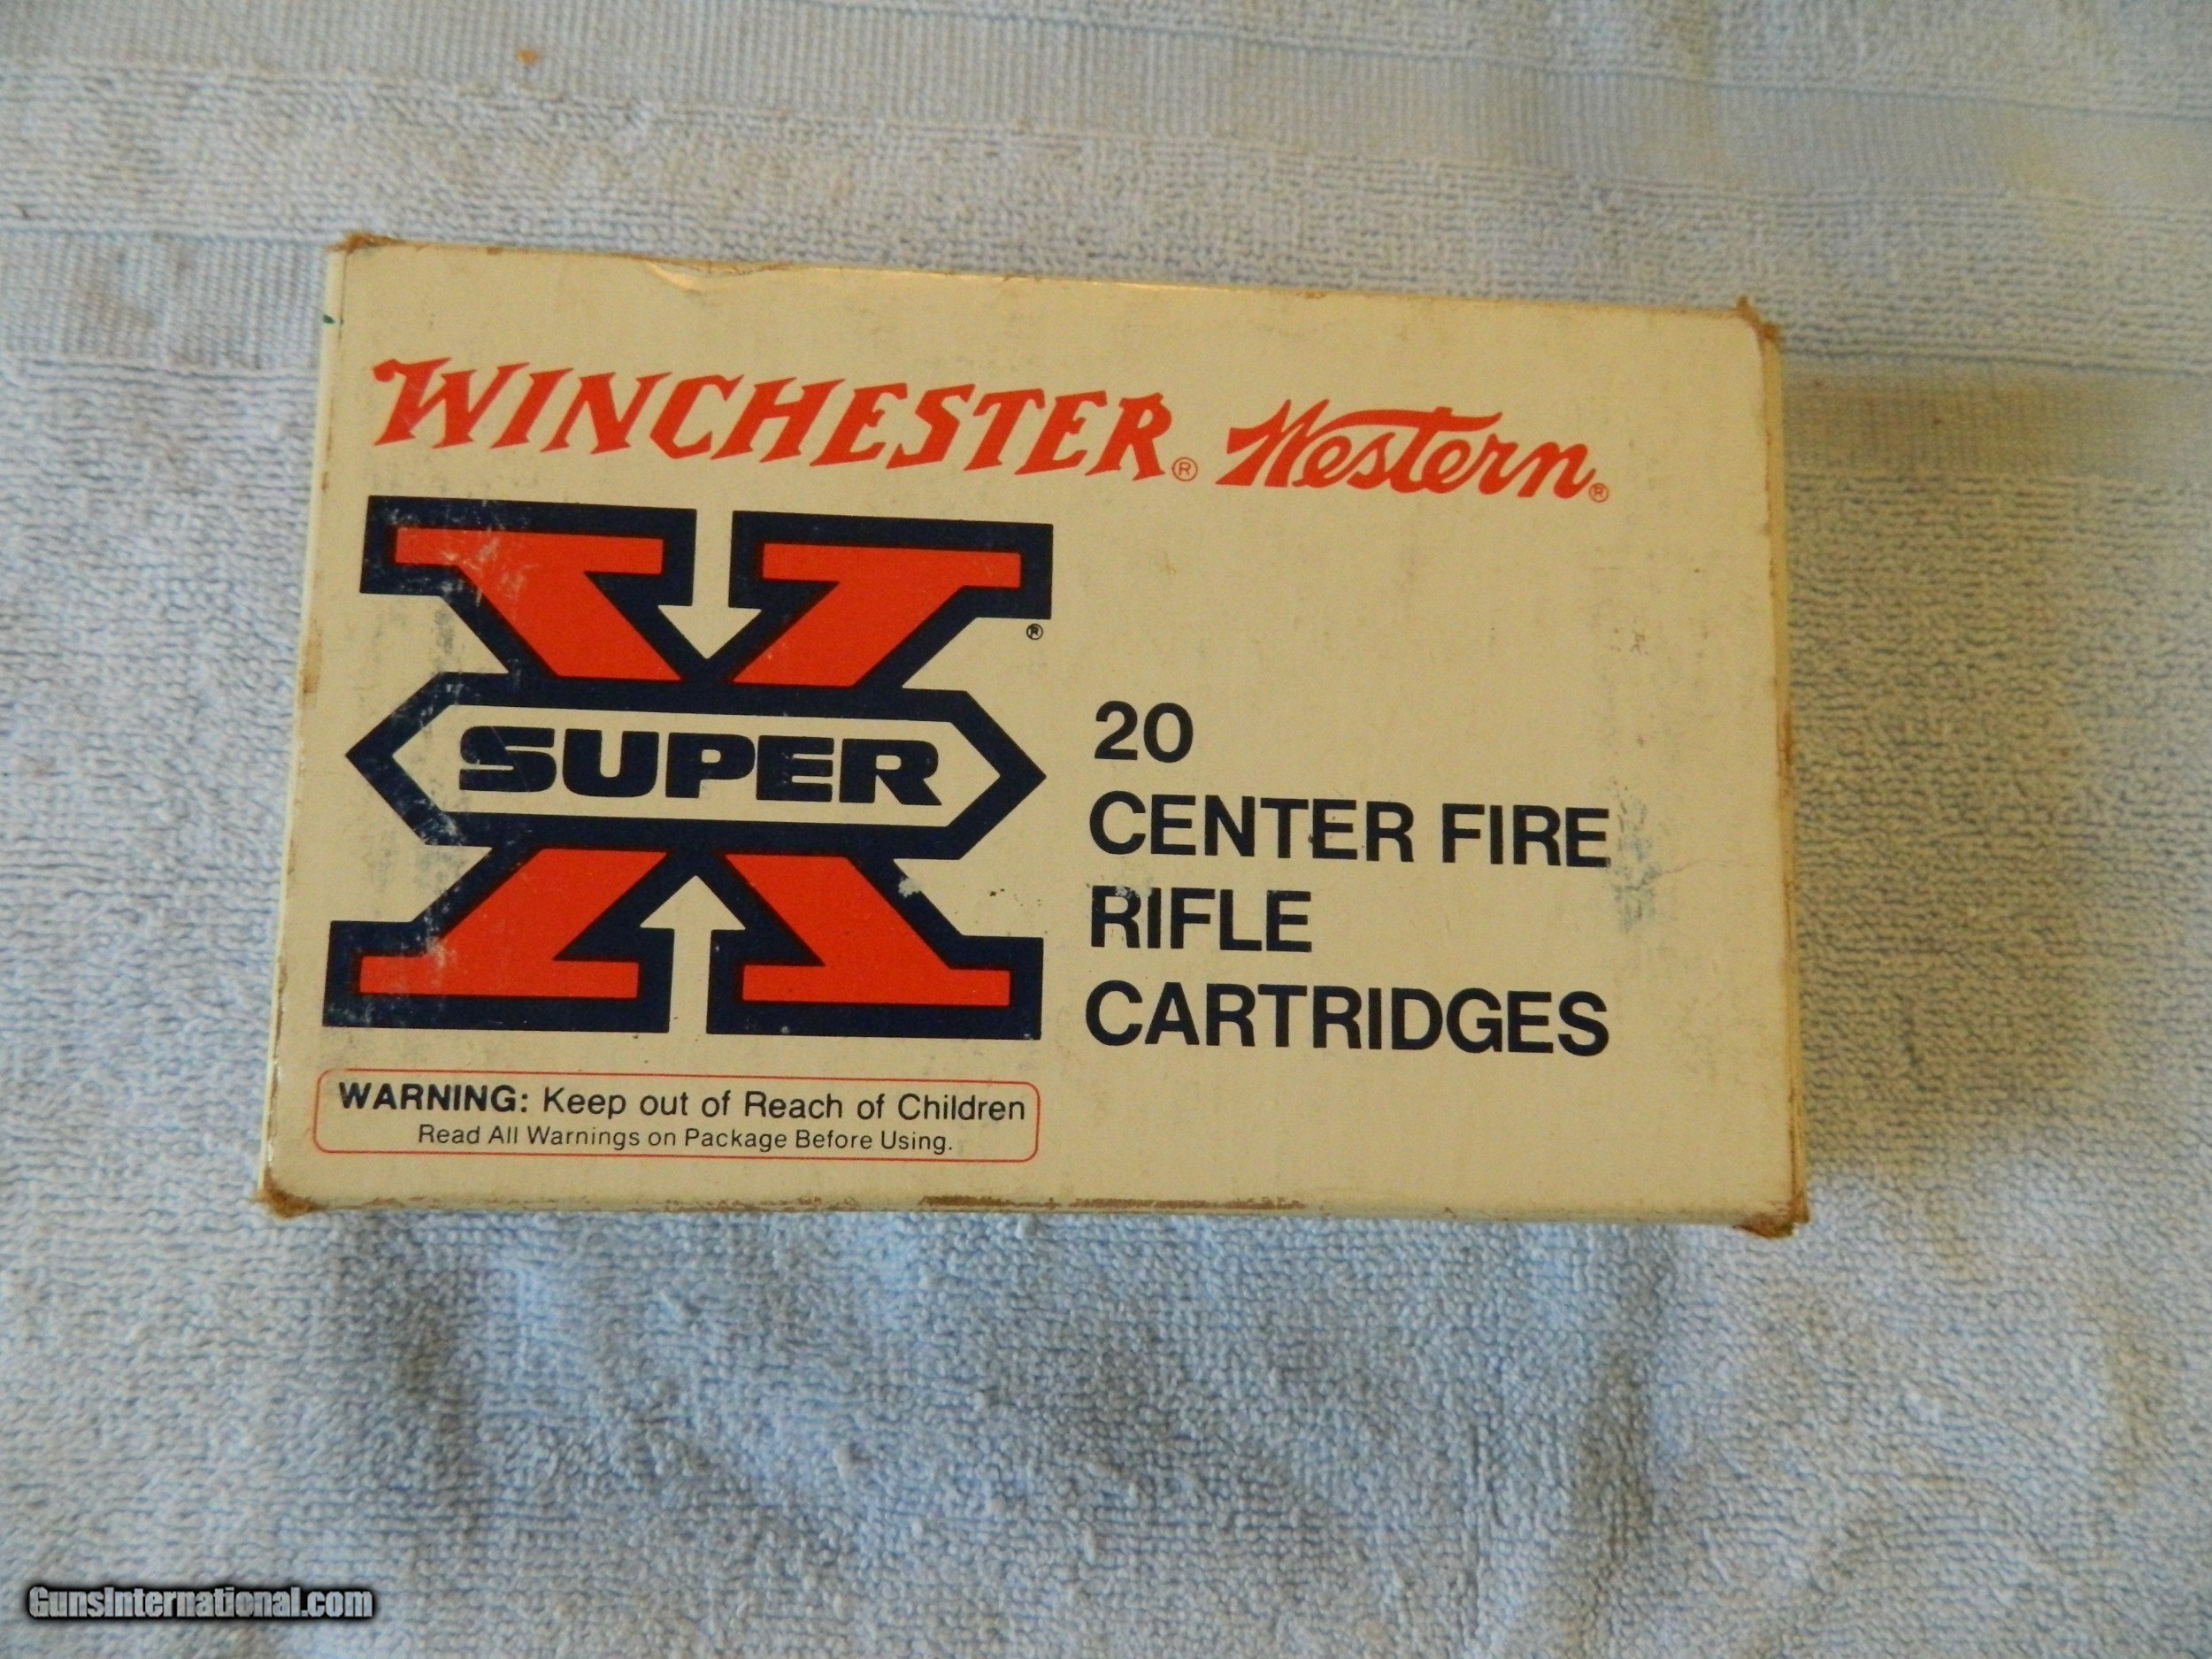 WINCHESTER® Western®
SUPER X®
20
CENTER FIRE
RIFLE
CARTRIDGES
WARNING: Keep out of Reach of Children
Read All Warnings on Package Before Using.
GunsInternational.com